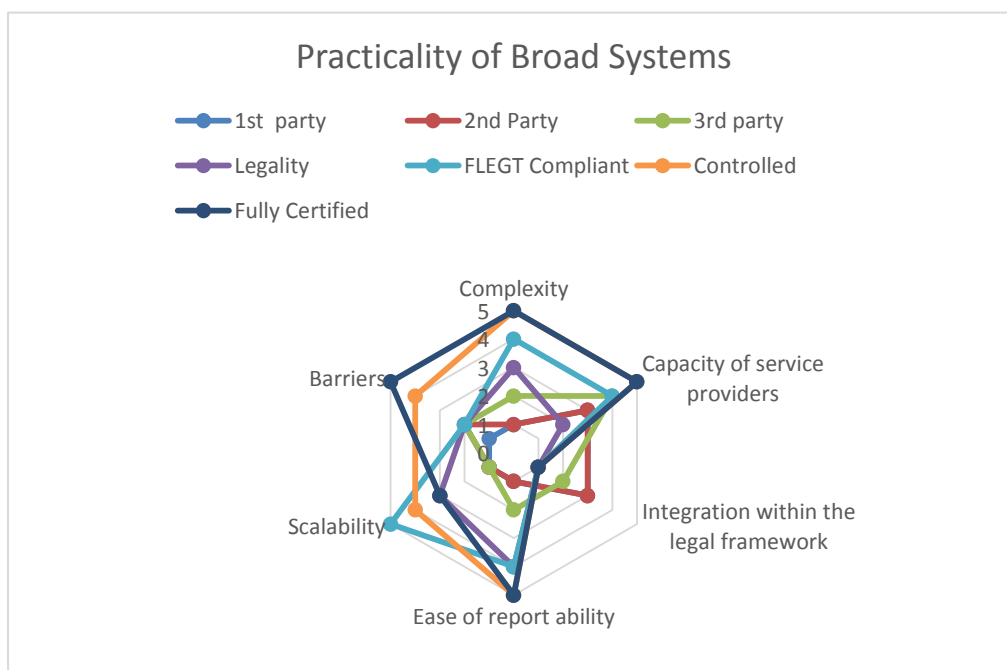 Practicality of Broad Systems
1st party
2nd Party
3rd party
Legality
FLEGT Compliant
Controlled
Fully Certified
Complexity
5
4
3
2
1
0
Capacity of service
providers
Integration within the
legal framework
Ease of report ability
Scalability
Barriers